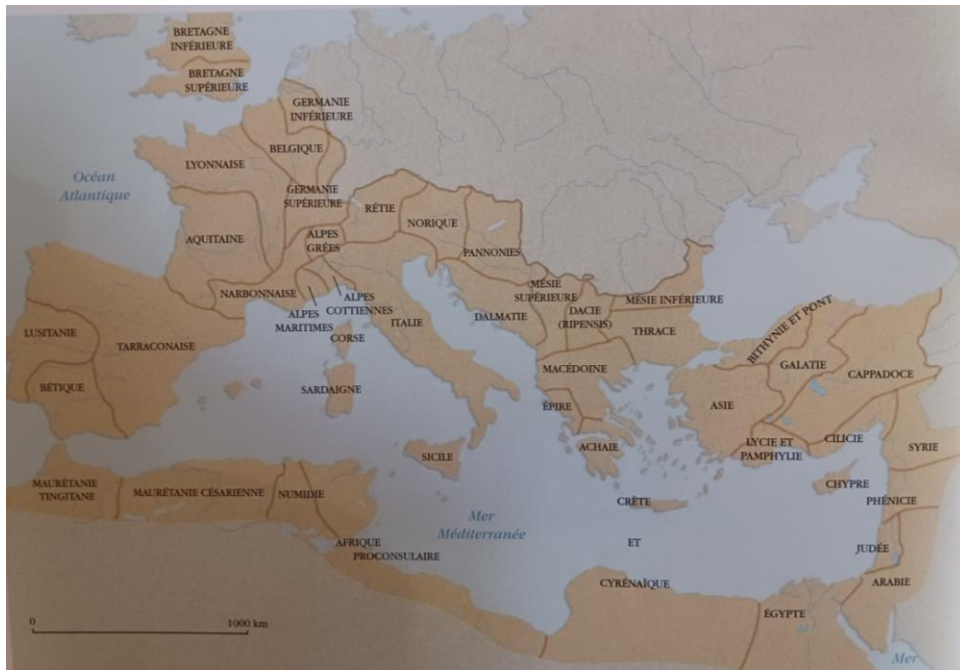 BRETAGNE
INFÉRIEURE
BRETAGNE
SUPÉRIEURE
GERMANIE
INFÉRIEURE
BELGIQUE
LYONNAISE
Océan
Atlantique
GERMANIE
SUPÉRIEURE
RÉTIE
NORIQUE
AQUITAINE
ALPES
GRÉES
PANNONIES
NARBONNAISE
ALPES
COTTIENNES
ALPES
MARITIMES
CORSE
ITALIE
DALMATIE
MÉSIE
SUPÉRIEURE
DACIE
(RIPENSIS)
MÉSIE INFÉRIEURE
THRACE
BITHYNIE ET PONT
LUSITANIE
TARRACONAISE
BÉTIQUE
SARDAIGNE
MACÉDOINE
GALATIE
CAPPADOCE
ÉPIRE
ASIE
ACHAIE
SICILE
LYCIE ET
PAMPHYLIE
CILICIE
SYRIE
MAURÉTANIE
TINGITANE
MAURÉTANIE CÉSARIENNE
NUMIDIE
CHYPRE
PHÉNICIE
CRÈTE
ET
CYRÉNAÏQUE
Mer
Méditerranée
AFRIQUE
PROCONSULAIRE
JUDÉE
ARABIE
ÉGYPTE
0 1000 km
Mer